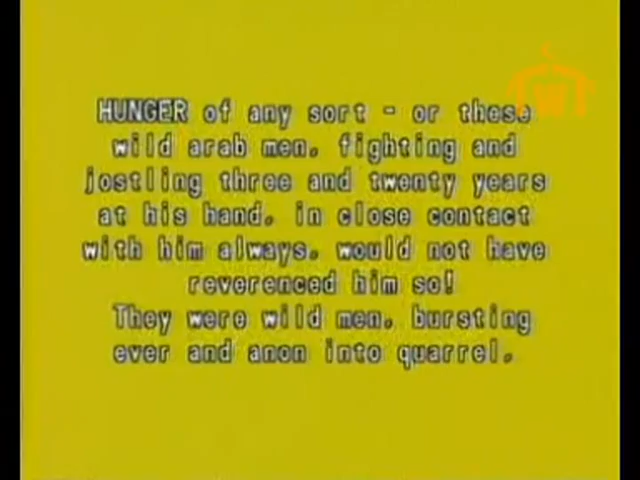 HUNGER of any sort - or these
wild arab men, fighting and
jostling three and twenty years
at his hand, in close contact
with him always, would not have
reverenced him so!
They were wild men, bursting
ever and anon into quarrel.